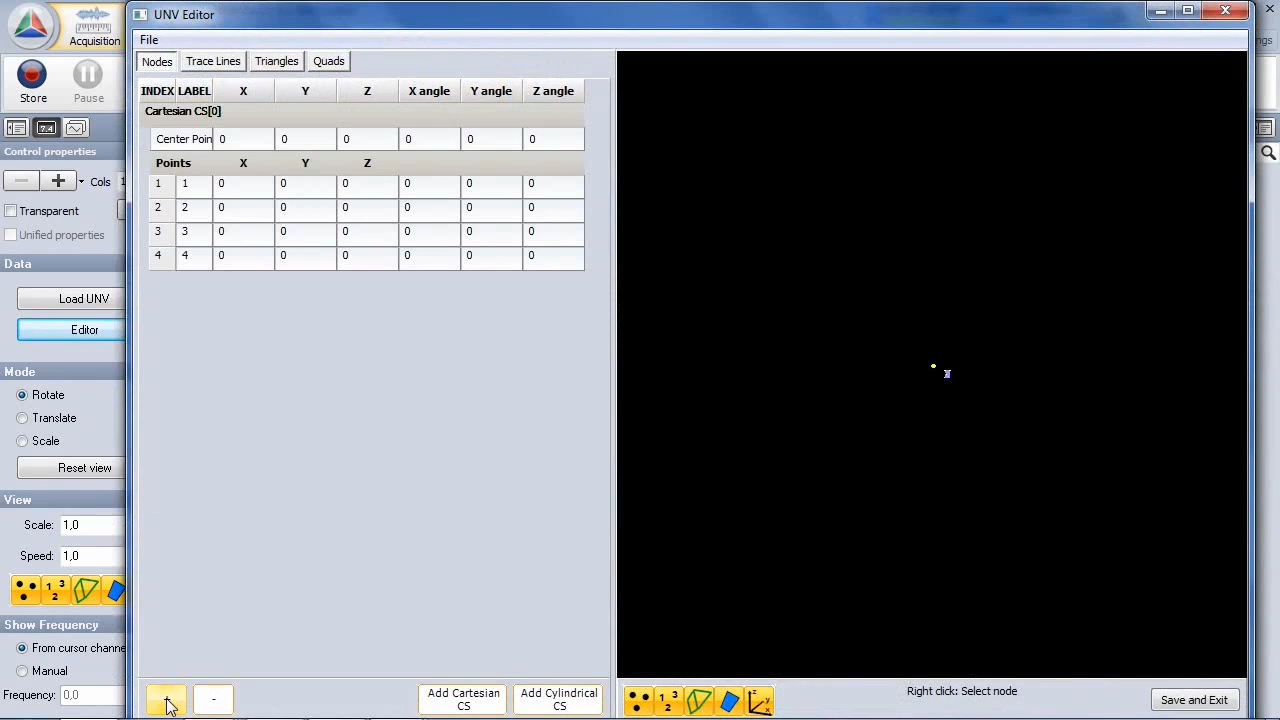 UNV Editor
Acquisition
ngs
File
Nodes
Trace Lines
Triangles
Quads
Store
Pause
INDEX LABEL X Y Z X angle Y angle Z angle
Cartesian CS[0]
Center Poin 0 0 0 0 0 0
Points X Y Z
1 1 0 0 0 0 0 0
2 2 0 0 0 0 0 0
3 3 0 0 0 0 0 0
4 4 0 0 0 0 0 0
Control properties
Cols
Transparent
Unified properties
Data
Load UNV
Editor
Mode
Rotate
Translate
Scale
Reset view
View
Scale: 1,0
Speed: 1,0
1 3
2
Show Frequency
From cursor channe
Manual
Frequency: 0,0
+
-
Add Cartesian
CS
Add Cylindrical
CS
1 3
2
z
y
x
Right click: Select node
Save and Exit